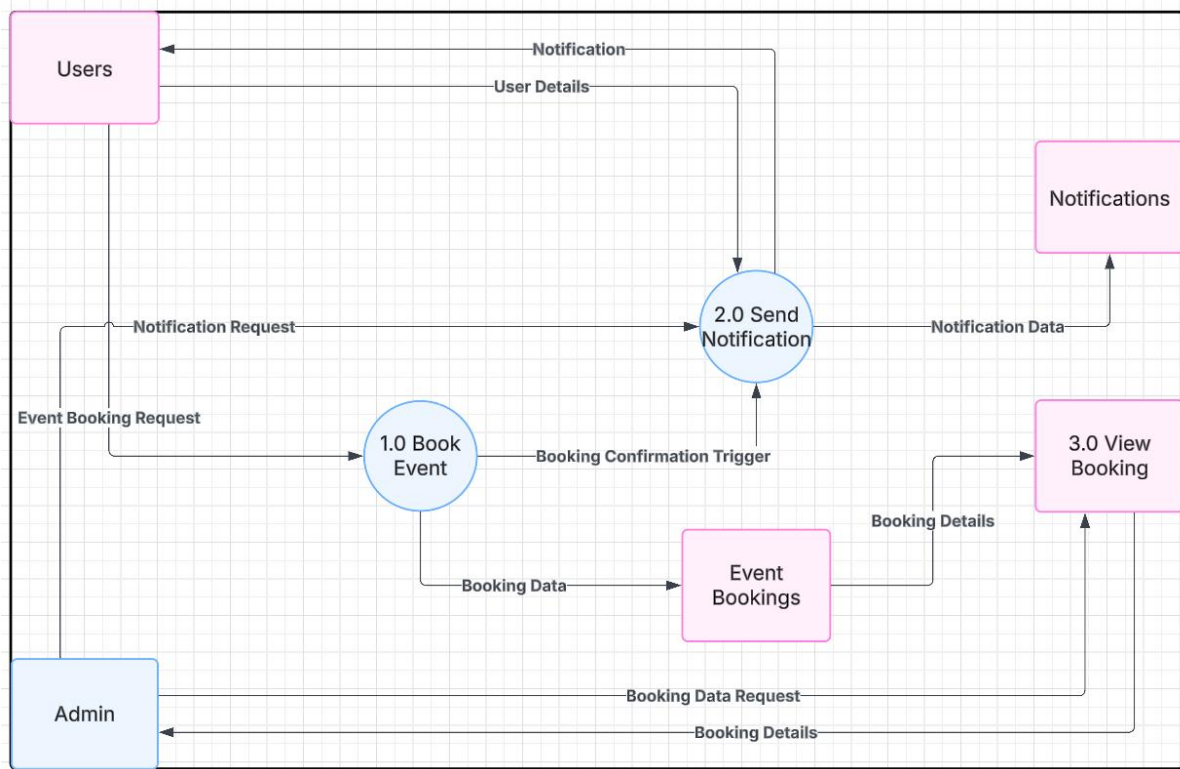 Users
Notification
User Details
Notifications
2.0 Send
Notification
Notification Request
Notification Data
Event Booking Request
1.0 Book
Event
Booking Confirmation Trigger
3.0 View
Booking
Booking Details
Event
Bookings
Booking Data
Booking Data Request
Admin
Booking Details